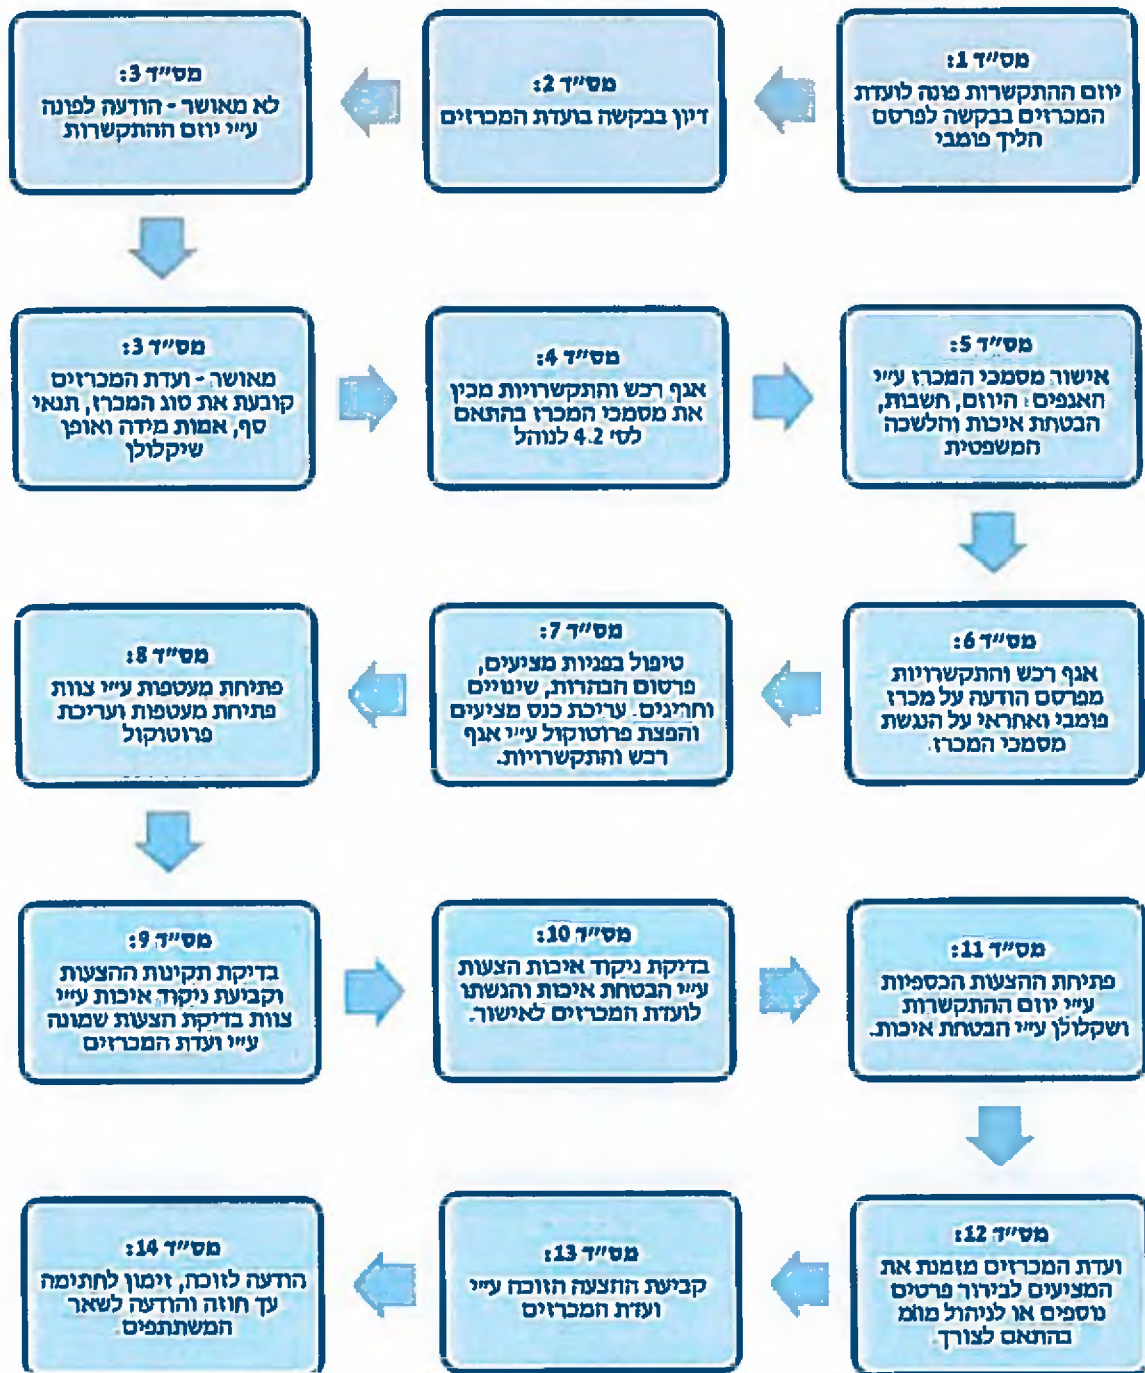 מס״ד 1:
יוזם ההתקשרות פונה לועדת
המכרזים בבקשה לפרסם
הליך פומבי
מס״ד 2:
דיון בבקשה בועדת המכרזים
מס״ד 3:
לא מאושר - הודעה לפונה
ע״י יוזם ההתקשרות
מס״ד 3:
מאושר - ועדת המכרזים
קובעת את סוג המכרז, תנאי
סף, אמות מידה ואופן
שיקלולן
מס״ד 4:
אגף רכש והתקשרויות מכין
את מסמכי המכרז בהתאם
לס׳ 4.2 לנוהל
מס״ד 5:
אישור מסמכי המכרז ע״י
האגפים: היוזם, חשבות,
הבטחת איכות והלשכה
המשפטית
מס״ד 6:
אגף רכש והתקשרויות
מפרסם הודעה על מכרז
פומבי ואחראי על הנגשת
מסמכי המכרז.
מס״ד 7:
טיפול בפניות מציעים,
פרסום הבהרות, שינויים
וחריגים. עריכת כנס מציעים
והפצת פרוטוקול ע״י אגף
רכש והתקשרויות.
מס״ד 8:
פתיחת מעטפות ע״י צוות
פתיחת מעטפות ועריכת
פרוטוקול
מס״ד 9:
בדיקת תקינות ההצעות
וקביעת ניקוד איכות ע״י
צוות בדיקת הצעות שמונה
ע״י ועדת המכרזים
מס״ד 10:
בדיקת ניקוד איכות הצעות
ע״י הבטחת איכות והגשתו
לועדת המכרזים לאישור.
מס״ד 11:
פתיחת ההצעות הכספיות
ע״י יוזם ההתקשרות
ושקלולן ע״י הבטחת איכות.
מס״ד 12:
ועדת המכרזים מזמנת את
המציעים לבירור פרטים
נוספים או לניהול מו״מ
בהתאם לצורך.
מס״ד 13:
קביעת ההצעה הזוכה ע״י
ועדת המכרזים
מס״ד 14:
הודעה לזוכה, זימון לחתימה
על חוזה והודעה לשאר
המשתתפים.